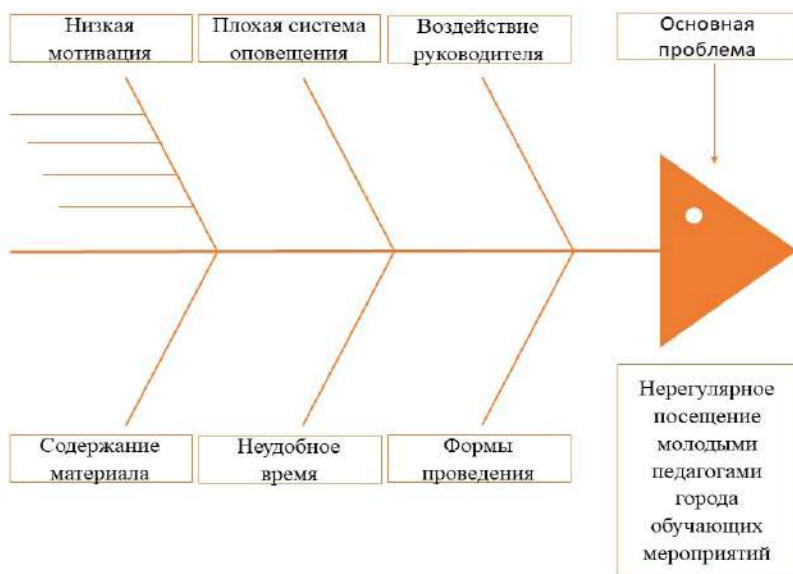 Низкая
мотивация
Плохая система
оповещения
Воздействие
руководителя
Основная
проблема
Содержание
материала
Неудобное
время
Формы
проведения
Нерегулярное
посещение
молодыми
педагогами
города
обучающих
мероприятий